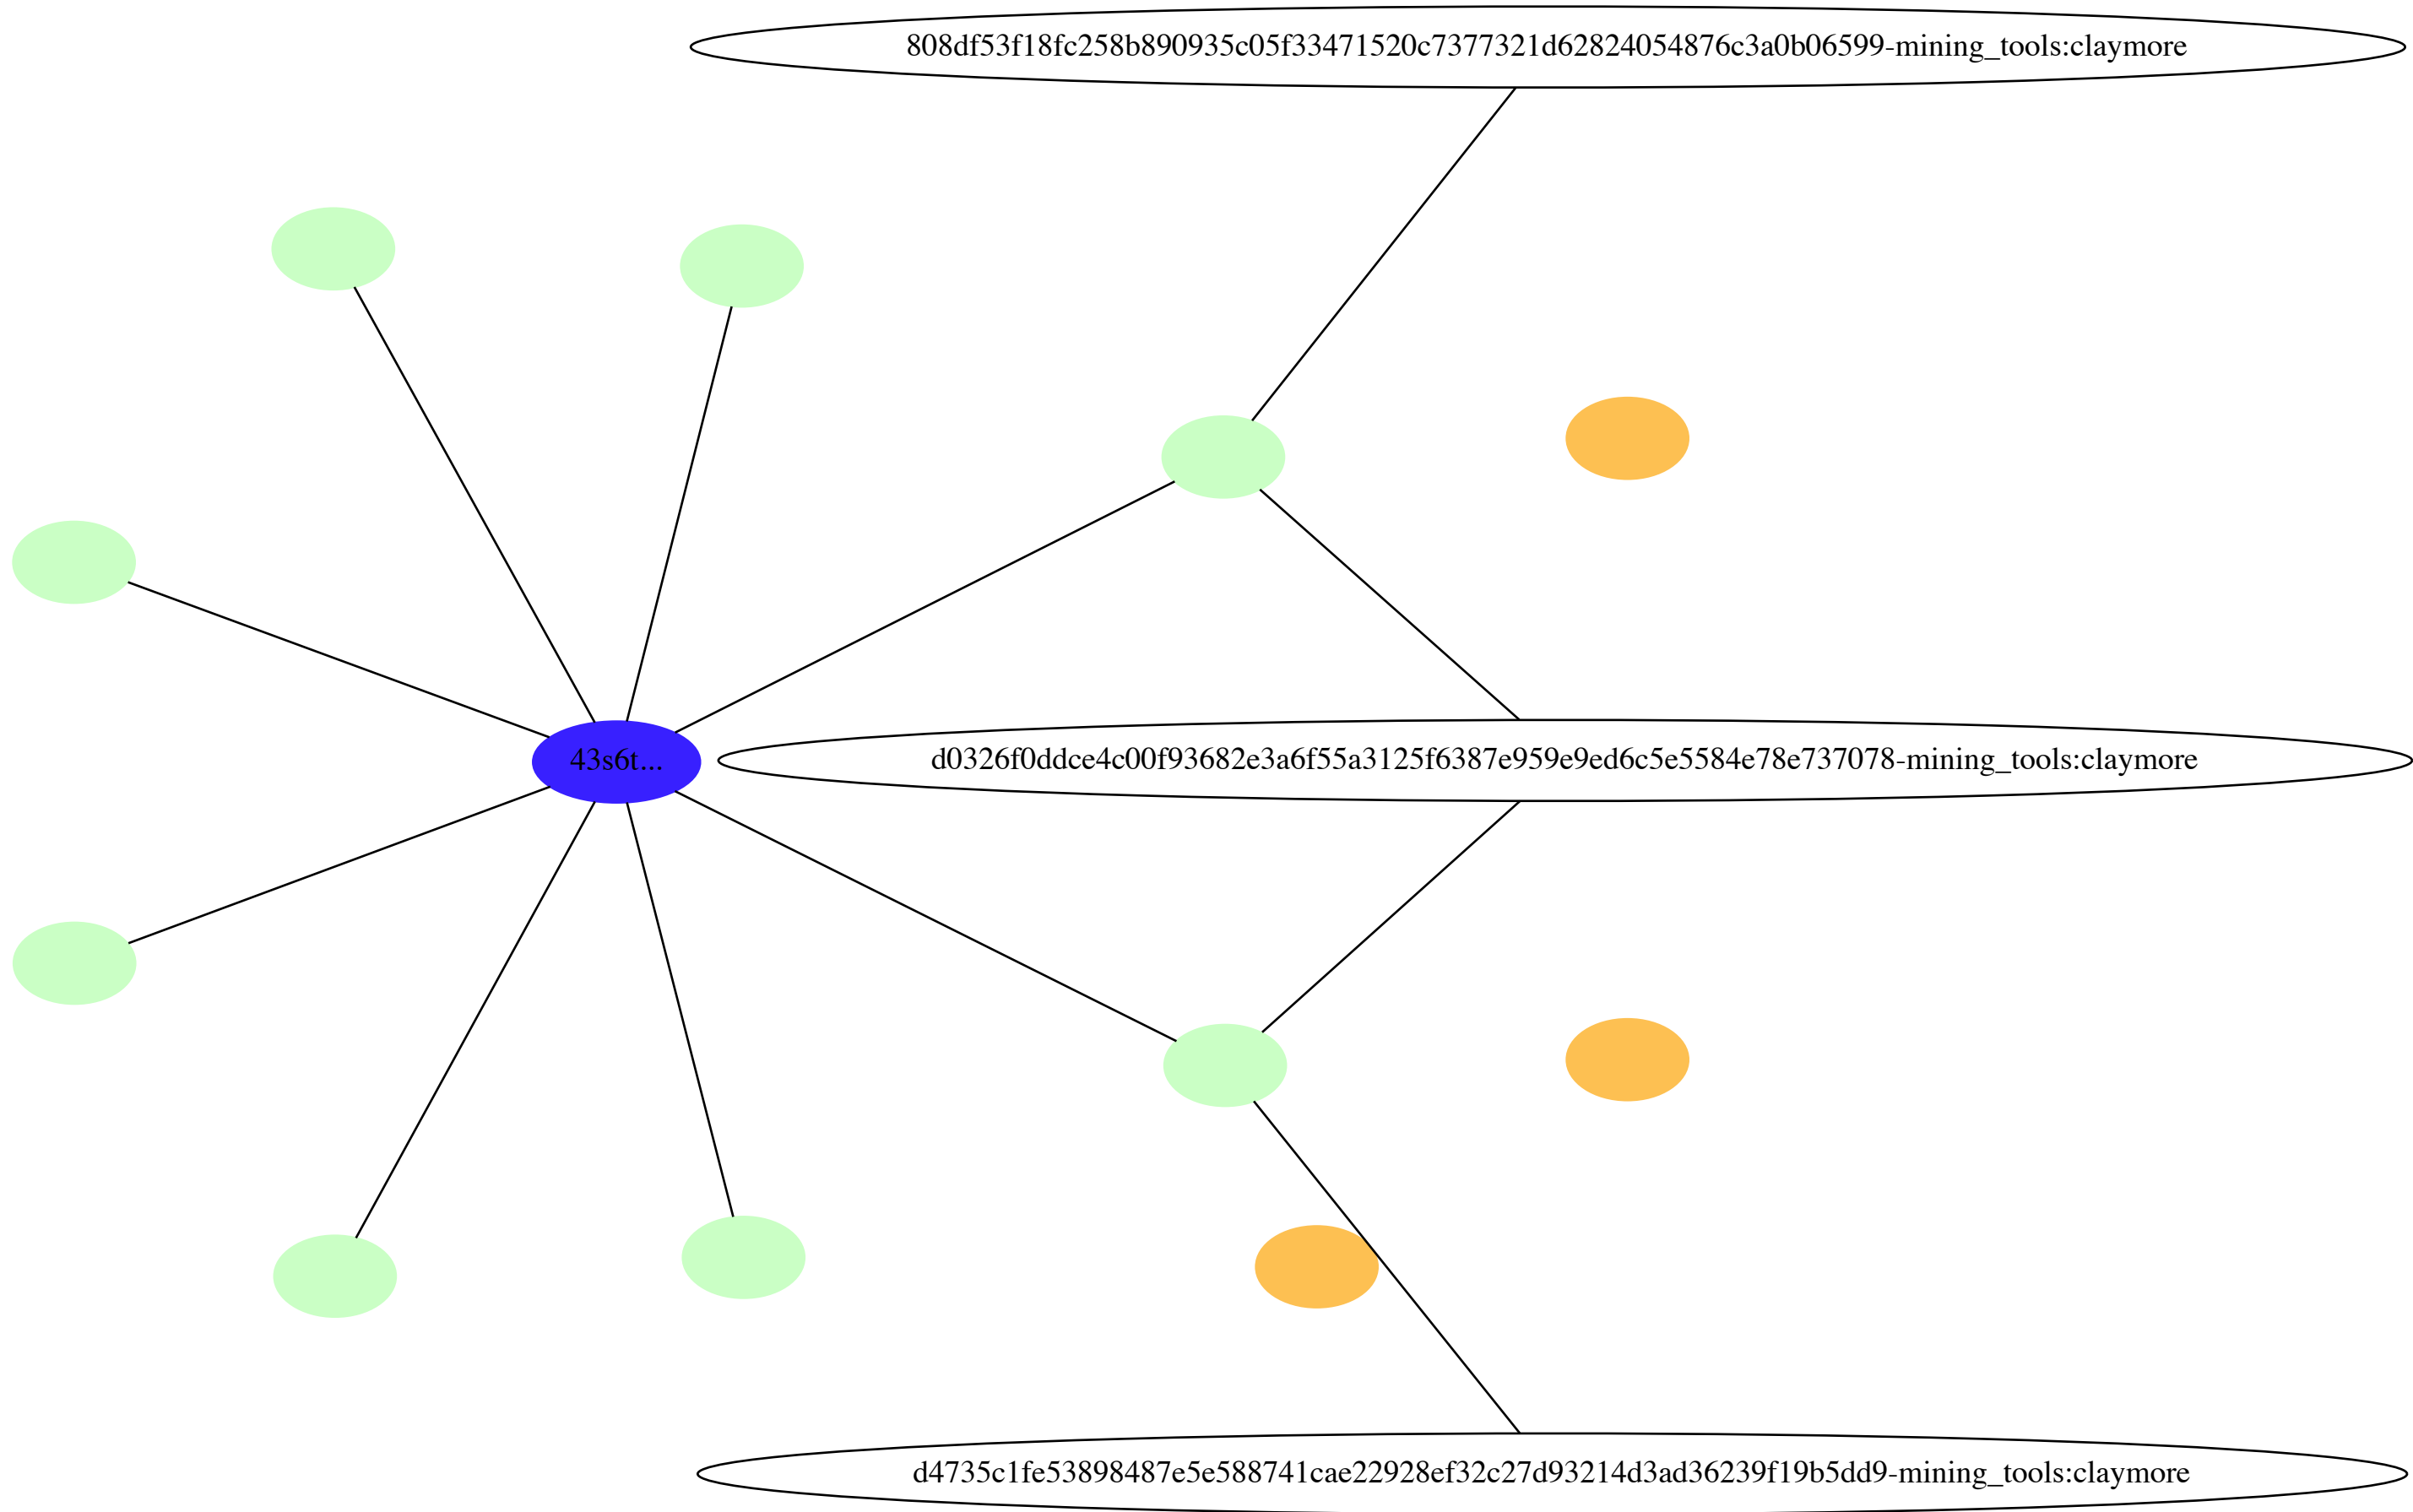 808df53f18fc258b890935c05f33471520c7377321d62824054876c3a0b06599-mining_tools:claymore
43s6t...
d0326f0ddce4c00f93682e3a6f55a3125f6387e959e9ed6c5e5584e78e737078-mining_tools:claymore
d4735c1fe53898487e5e588741cae22928ef32c27d93214d3ad36239f19b5dd9-mining_tools:claymore